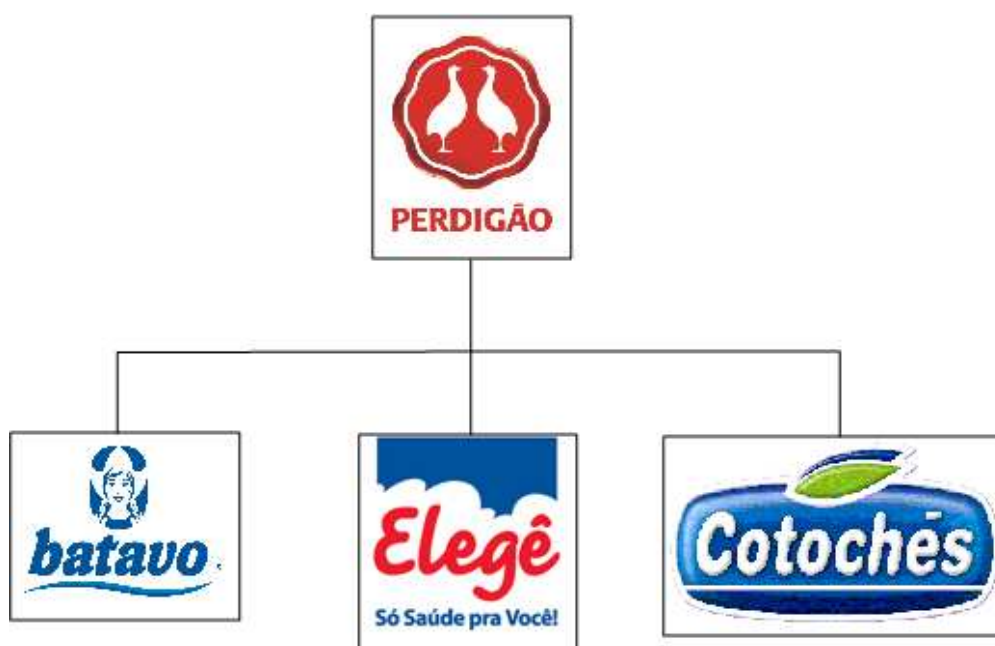 PERDIGÃO
batavo
Elegê
Só Saúde pra Você!
Cotochés